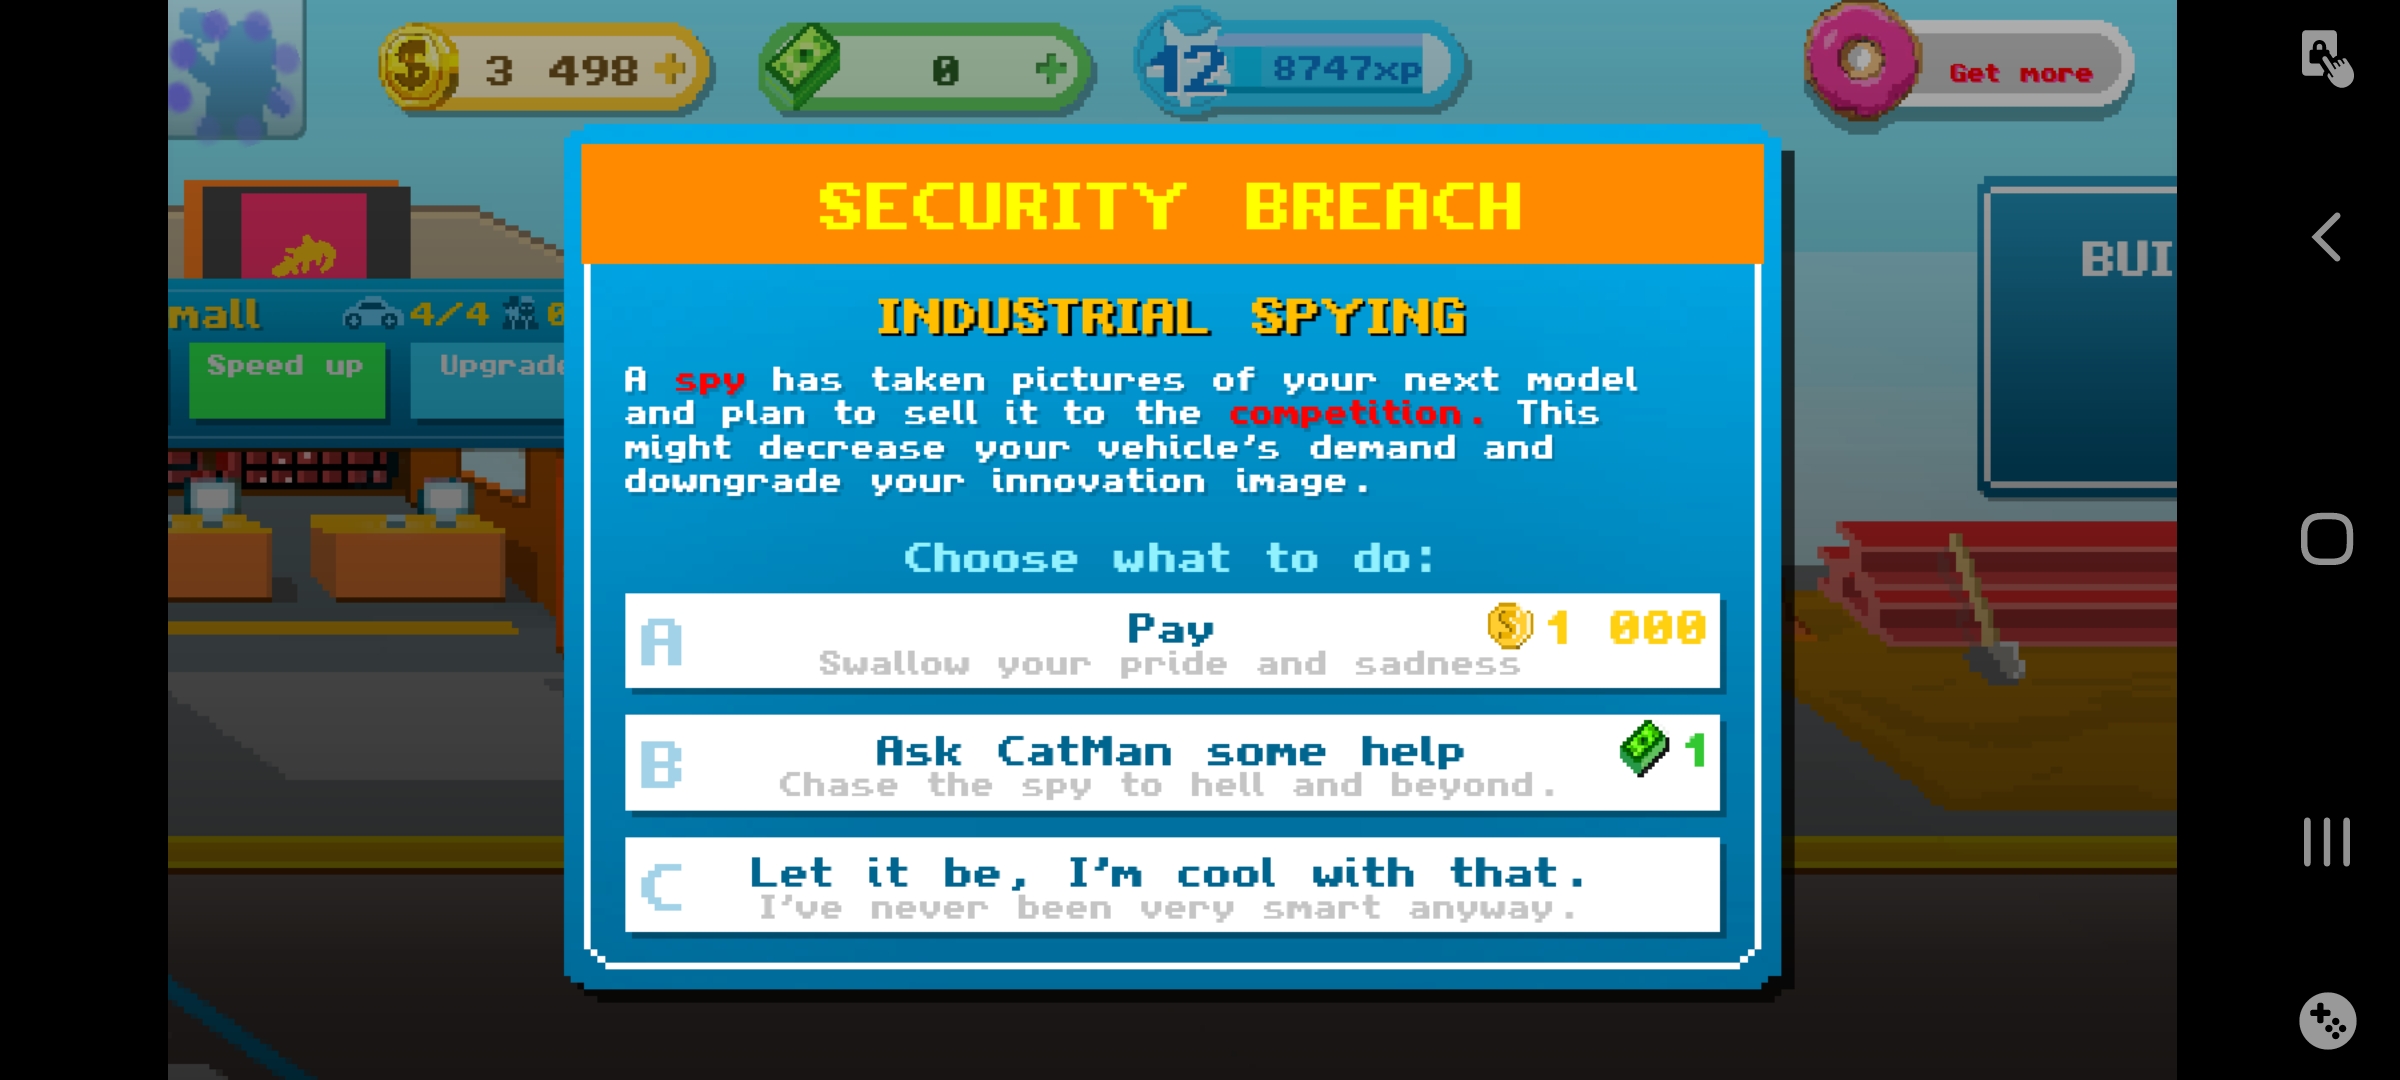 3 498 +
0 +
12 8747xp
Get more
SECURITY BREACH
BUI
INDUSTRIAL SPYING
mall 4/4 0
Speed up
Upgrade
A spy has taken pictures of your next model
and plan to sell it to the competition. This
might decrease your vehicle's demand and
downgrade your innovation image.
Choose what to do:
A Pay 1 000
Swallow your pride and sadness
B Ask CatMan some help 1
Chase the spy to hell and beyond.
C Let it be, I'm cool with that.
I've never been very smart anyway.